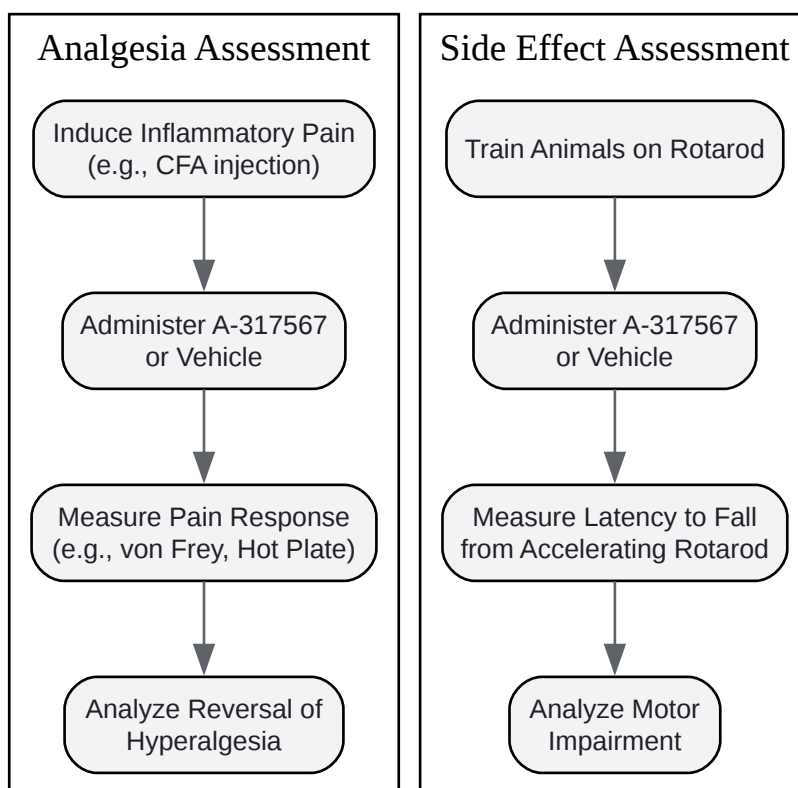 Analgesia Assessment
Induce Inflammatory Pain
(e.g., CFA injection)
Administer A-317567
or Vehicle
Measure Pain Response
(e.g., von Frey, Hot Plate)
Analyze Reversal of
Hyperalgesia
Side Effect Assessment
Train Animals on Rotarod
Administer A-317567
or Vehicle
Measure Latency to Fall
from Accelerating Rotarod
Analyze Motor
Impairment